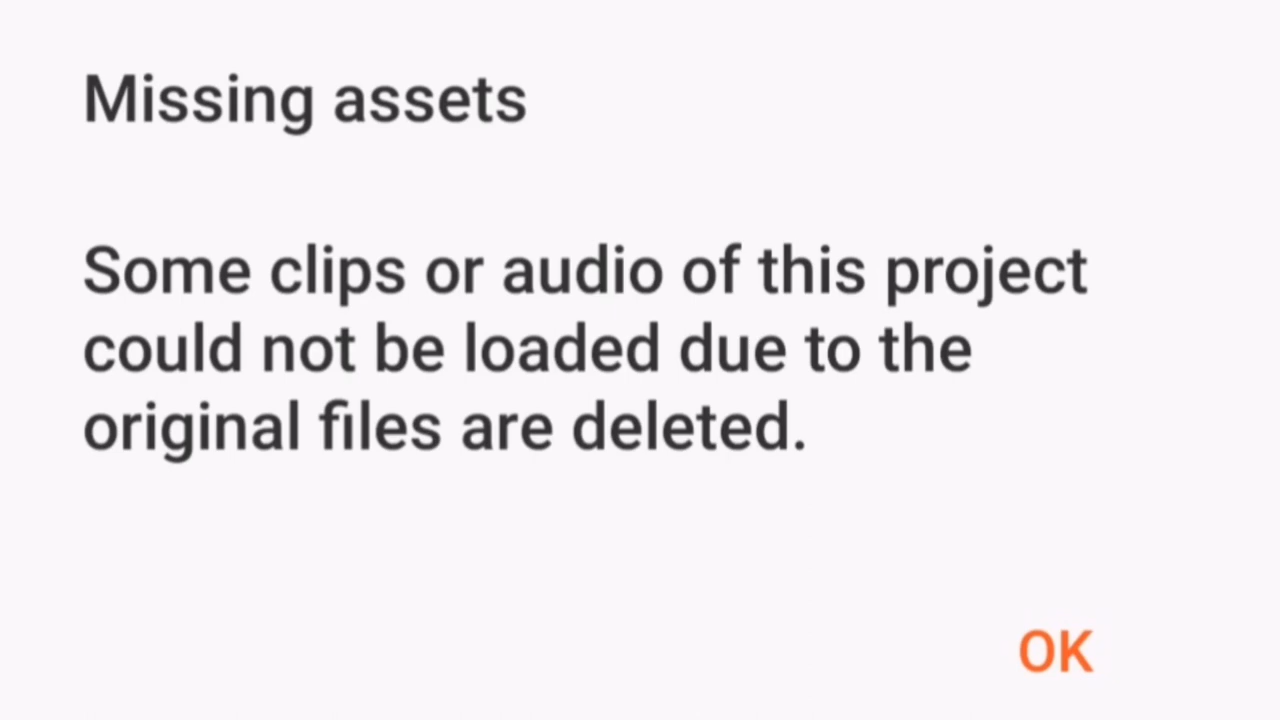 Missing assets
Some clips or audio of this project
could not be loaded due to the
original files are deleted.
OK